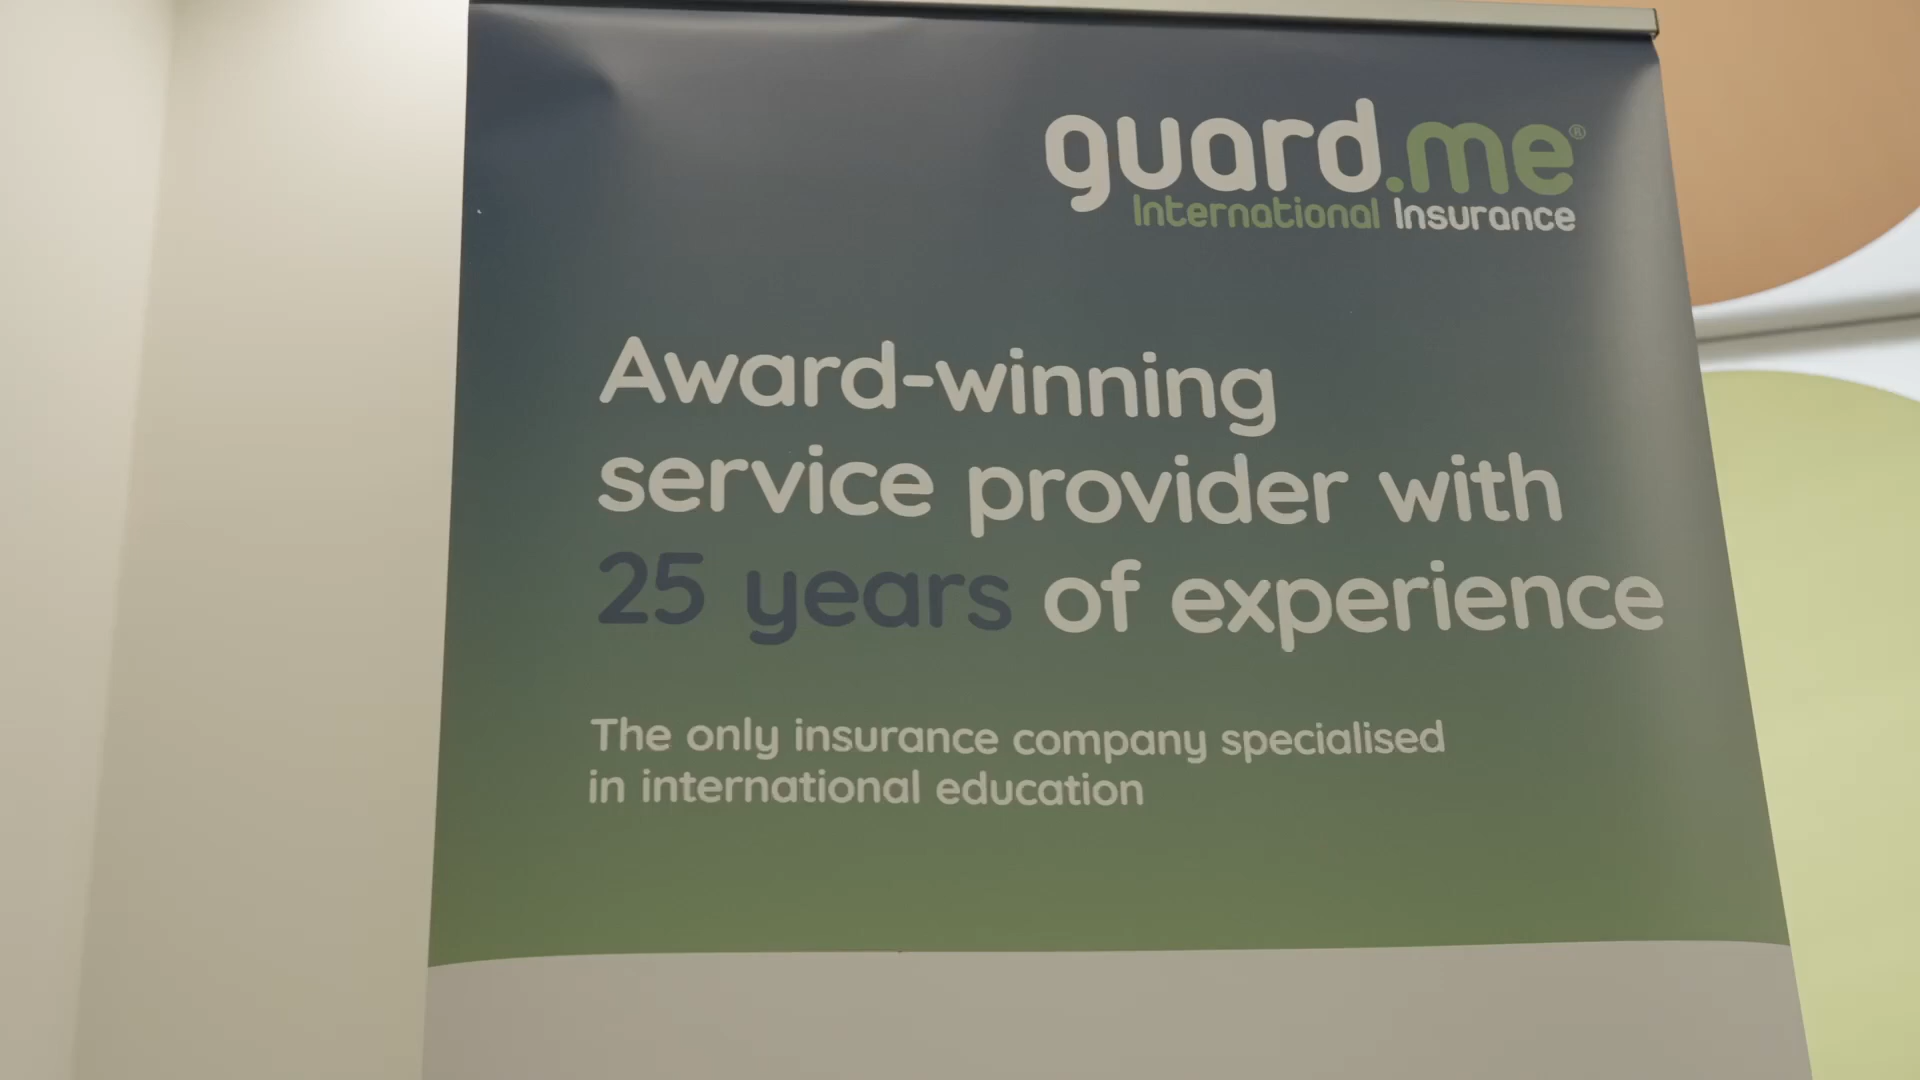 guard.me®
International Insurance
Award-winning
service provider with
25 years of experience
The only insurance company specialised
in international education